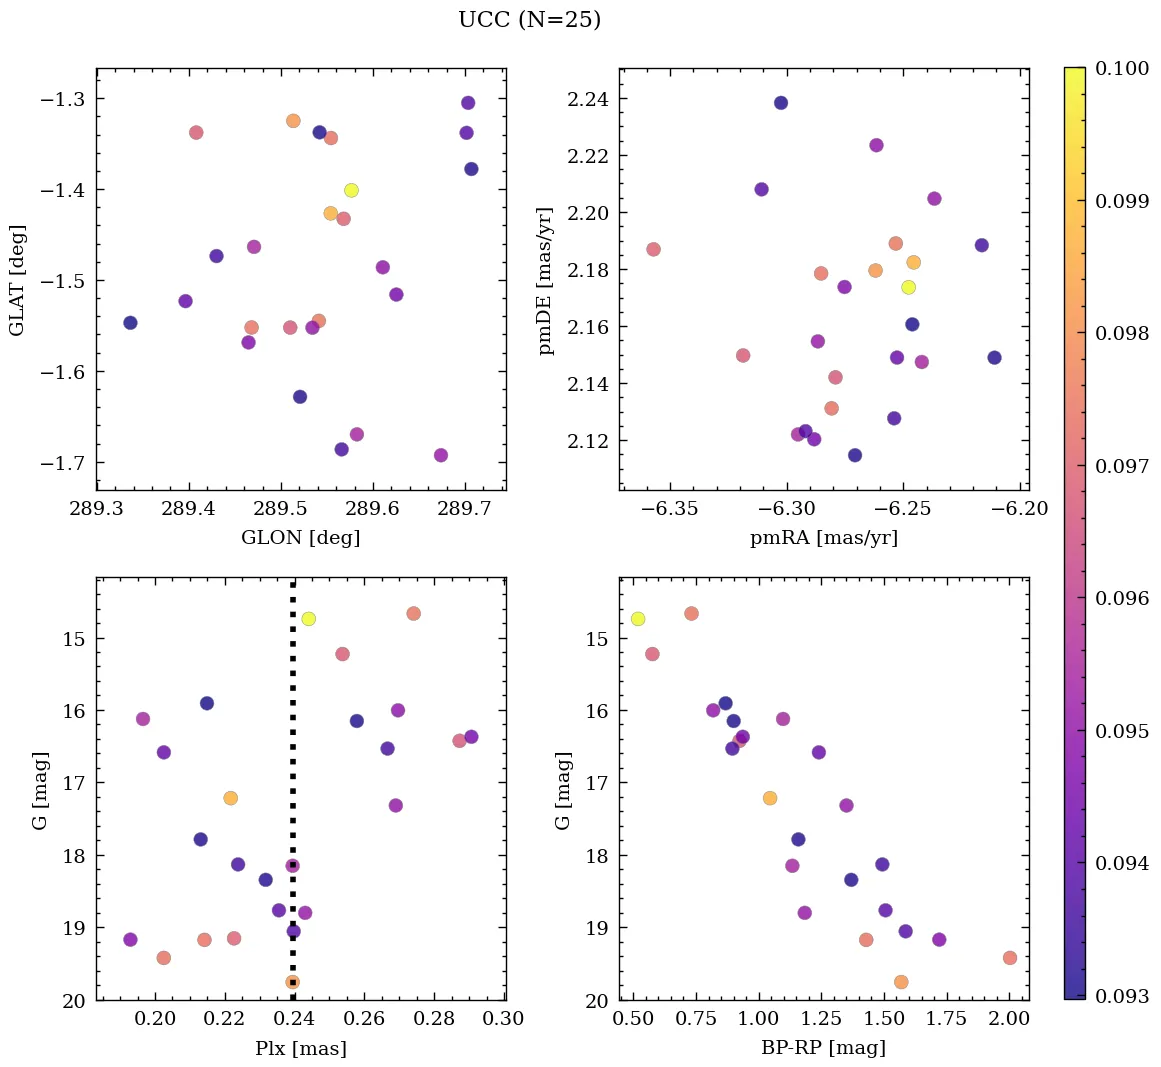 UCC (N=25)
−1.3
−1.4
−1.5
−1.6
−1.7
GLAT [deg]
289.3 289.4 289.5 289.6 289.7
GLON [deg]
2.24
2.22
2.20
2.18
2.16
2.14
2.12
pmDE [mas/yr]
−6.35 −6.30 −6.25 −6.20
pmRA [mas/yr]
15
16
17
18
19
20
G [mag]
0.20 0.22 0.24 0.26 0.28 0.30
Plx [mas]
15
16
17
18
19
20
G [mag]
0.50 0.75 1.00 1.25 1.50 1.75 2.00
BP-RP [mag]
0.100
0.099
0.098
0.097
0.096
0.095
0.094
0.093